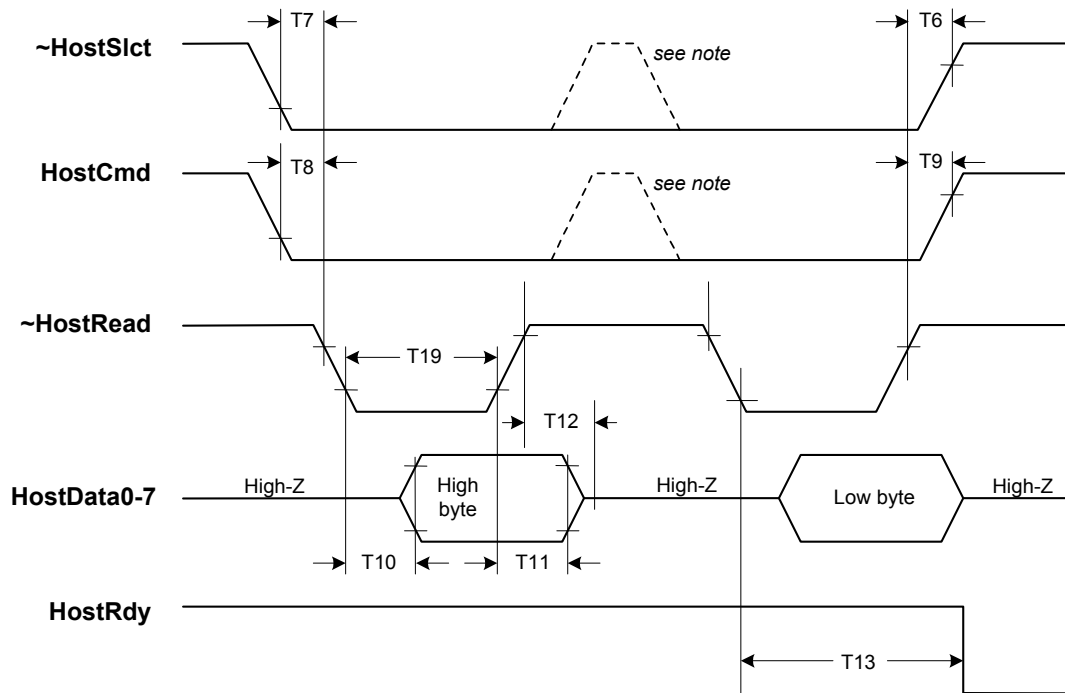 T7
T6
~HostSlct
see note
T8
T9
HostCmd
see note
~HostRead
T19
T12
HostData0-7
High-Z
High
byte
High-Z
Low byte
High-Z
T10
T11
HostRdy
T13